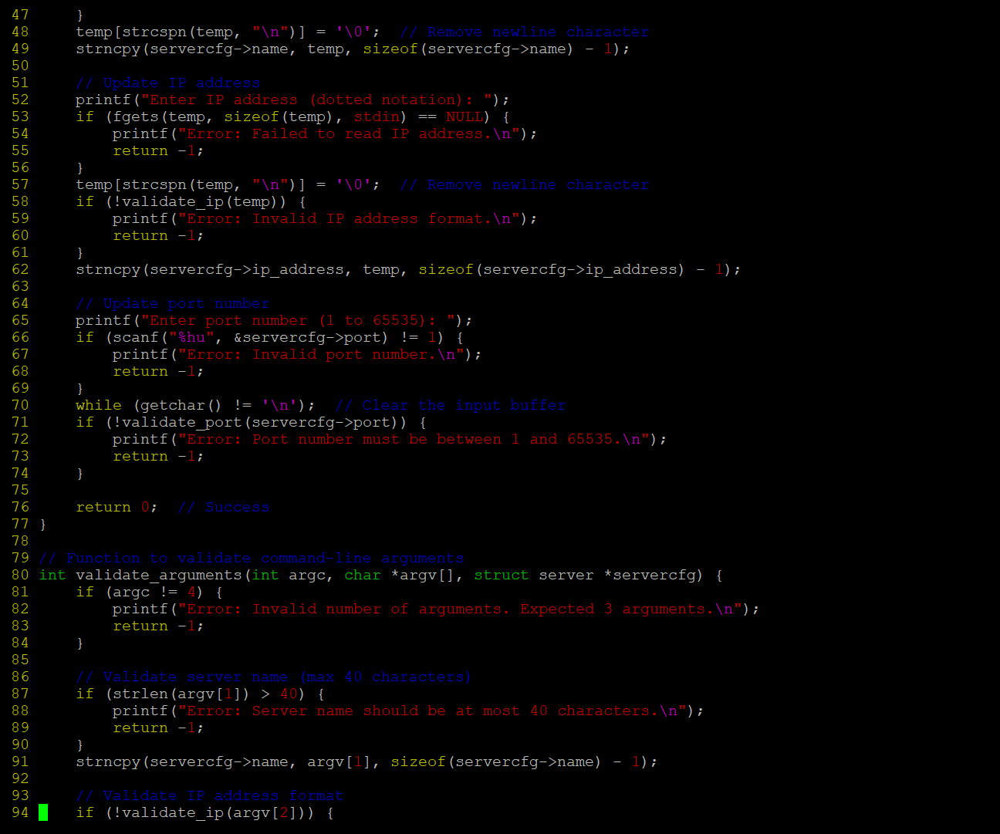 47     }
48     temp[strcspn(temp, "\n")] = '\0';  // Remove newline character
49     strncpy(servercfg->name, temp, sizeof(servercfg->name) - 1);
50
51     // Update IP address
52     printf("Enter IP address (dotted notation): ");
53     if (fgets(temp, sizeof(temp), stdin) == NULL) {
54         printf("Error: Failed to read IP address.\n");
55         return -1;
56     }
57     temp[strcspn(temp, "\n")] = '\0';  // Remove newline character
58     if (!validate_ip(temp)) {
59         printf("Error: Invalid IP address format.\n");
60         return -1;
61     }
62     strncpy(servercfg->ip_address, temp, sizeof(servercfg->ip_address) - 1);
63
64     // Update port number
65     printf("Enter port number (1 to 65535): ");
66     if (scanf("%hu", &servercfg->port) != 1) {
67         printf("Error: Invalid port number.\n");
68         return -1;
69     }
70     while (getchar() != '\n');  // Clear the input buffer
71     if (!validate_port(servercfg->port)) {
72         printf("Error: Port number must be between 1 and 65535.\n");
73         return -1;
74     }
75
76     return 0;  // Success
77 }
78
79 // Function to validate command-line arguments
80 int validate_arguments(int argc, char *argv[], struct server *servercfg) {
81     if (argc != 4) {
82         printf("Error: Invalid number of arguments. Expected 3 arguments.\n");
83         return -1;
84     }
85
86     // Validate server name (max 40 characters)
87     if (strlen(argv[1]) > 40) {
88         printf("Error: Server name should be at most 40 characters.\n");
89         return -1;
90     }
91     strncpy(servercfg->name, argv[1], sizeof(servercfg->name) - 1);
92
93     // Validate IP address format
94     if (!validate_ip(argv[2])) {